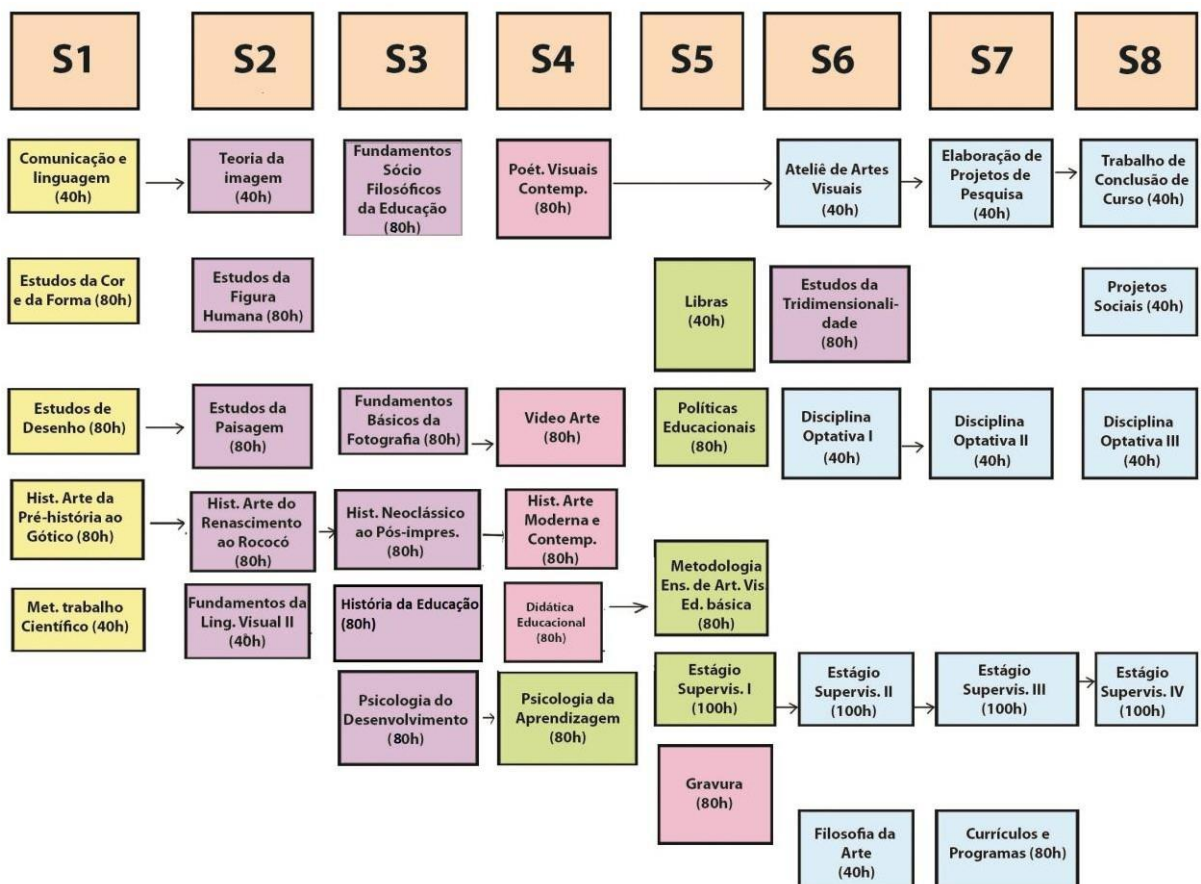 S1
S2
S3
S4
S5
S6
S7
S8
Comunicação e
linguagem
(40h)
Teoria da
imagem
(40h)
Fundamentos
Sócio
Filosóficos
da Educação
(80h)
Poét. Visuais
Contemp.
(80h)
Ateliê de Artes
Visuais
(40h)
Elaboração de
Projetos de
Pesquisa
(40h)
Trabalho de
Conclusão de
Curso (40h)
Estudos da Cor
e da Forma (80h)
Estudos da
Figura
Humana (80h)
Libras
(40h)
Estudos da
Tridimensionali-
dade
(80h)
Projetos
Sociais (40h)
Estudos de
Desenho (80h)
Estudos da
Paisagem
(80h)
Fundamentos
Básicos da
Fotografia (80h)
Video Arte
(80h)
Políticas
Educacionais
(80h)
Disciplina
Optativa I
(40h)
Disciplina
Optativa II
(40h)
Disciplina
Optativa III
(40h)
Hist. Arte da
Pré-história ao
Gótico (80h)
Hist. Arte do
Renascimento
ao Rococó
(80h)
Hist. Neoclássico
ao Pós-impres.
(80h)
Hist. Arte
Moderna e
Contemp.
(80h)
Metodologia
Ens. de Art. Vis
Ed. básica
(80h)
Met. trabalho
Científico (40h)
Fundamentos da
Ling. Visual II
(40h)
História da Educação
(80h)
Didática
Educacional
(80h)
Psicologia do
Desenvolvimento
(80h)
Psicologia da
Aprendizagem
(80h)
Estágio
Supervis. I
(100h)
Estágio
Supervis. II
(100h)
Estágio
Supervis. III
(100h)
Estágio
Supervis. IV
(100h)
Gravura
(80h)
Filosofia da
Arte
(40h)
Currículos e
Programas (80h)